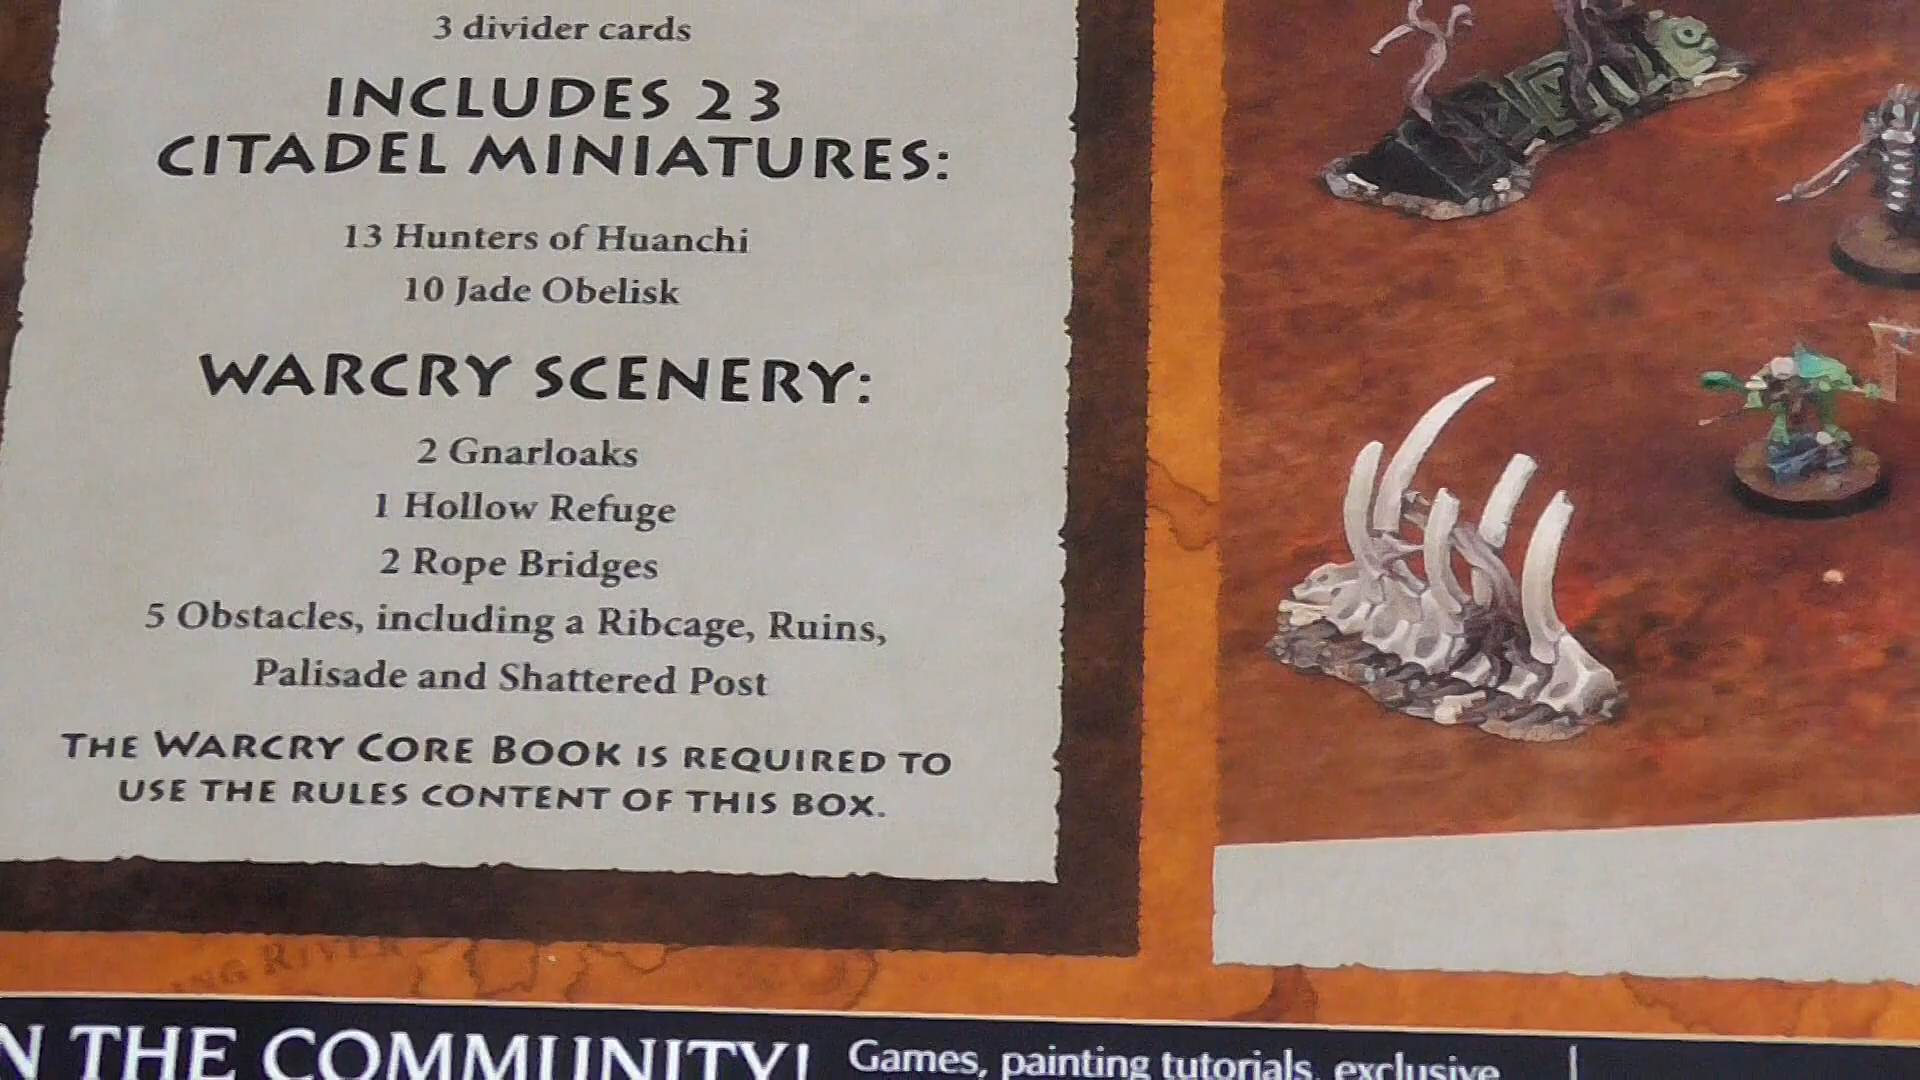 3 divider cards
INCLUDES 23
CITADEL MINIATURES:
13 Hunters of Huanchi
10 Jade Obelisk
WARCRY SCENERY:
2 Gnarloaks
1 Hollow Refuge
2 Rope Bridges
5 Obstacles, including a Ribcage, Ruins,
Palisade and Shattered Post
THE WARCRY CORE BOOK IS REQUIRED TO
USE THE RULES CONTENT OF THIS BOX.
RIVER
THE COMMUNITY!
Games, painting tutorials, exclusive